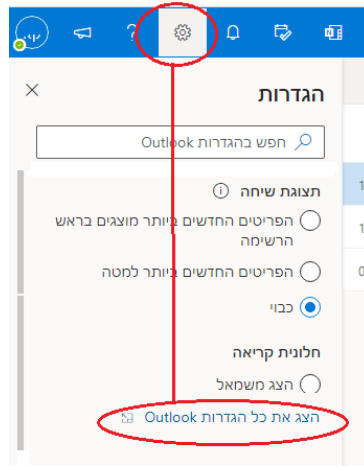 הגדרות
חפש בהגדרות Outlook
תצוגת שיחה
הפריטים החדשים ביותר מוצגים בראש
הרשימה
הפריטים החדשים ביותר למטה
כבוי
חלונית קריאה
הצג משמאל
הצג את כל הגדרות Outlook